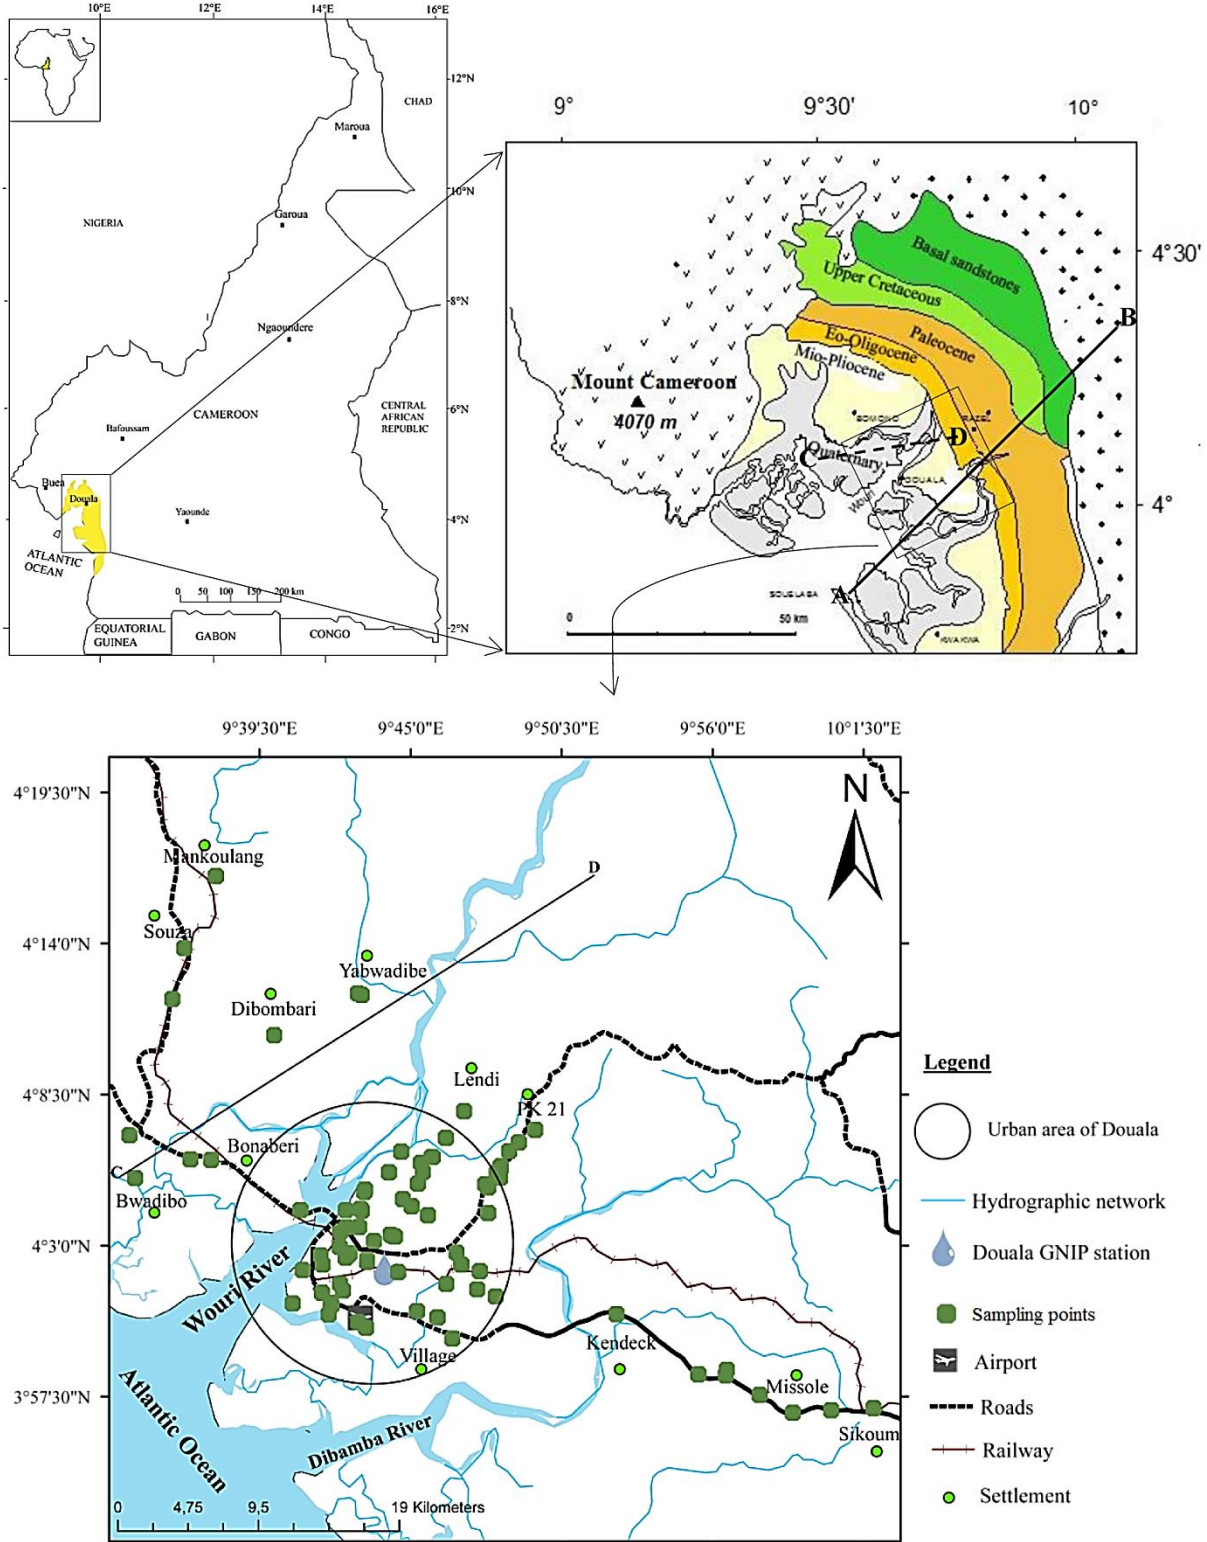 10°E
12°E
14°E
16°E
12°N
CHAD
Maroua
10°N
Garoua
NIGERIA
8°N
Ngaoundere
CAMEROON
6°N
CENTRAL
AFRICAN
REPUBLIC
Bafoussam
Buea
Douala
Yaounde
4°N
ATLANTIC
OCEAN
0 50 100 150 200 km
EQUATORIAL
GUINEA
GABON
CONGO
2°N
9°
9°30'
10°
4°30'
Basal sandstones
Upper Cretaceous
B
Paleocene
Eo-Oligocene
Mio-Pliocene
Mount Cameroon
4070 m
BOMONO
D
C
Quaternary
DOUALA
Wouri
4°
SOUELABA
A
0
50 km
KWA KWA
9°39'30"E
9°45'0"E
9°50'30"E
9°56'0"E
10°1'30"E
4°19'30"N
N
Mankoulang
D
Souza
4°14'0"N
Yabwadibe
Dibombari
Lendi
4°8'30"N
PK 21
Bonaberi
C
Bwadibo
4°3'0"N
Wouri River
Kendeck
Village
Missole
3°57'30"N
Atlantic Ocean
Dibamba River
Sikoum
0 4,75 9,5 19 Kilometers
Legend
Urban area of Douala
Hydrographic network
Douala GNIP station
Sampling points
Airport
Roads
Railway
Settlement